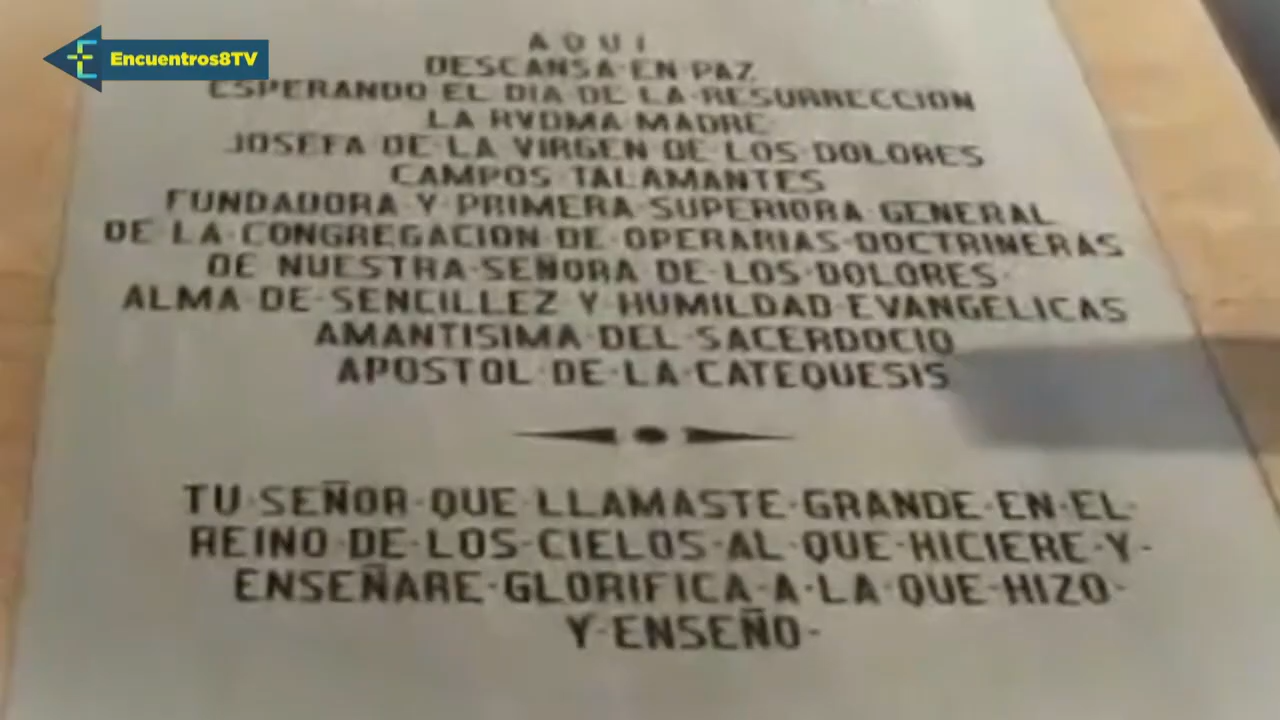 Encuentros8TV
AQUI
DESCANSA·EN·PAZ
ESPERANDO EL DIA DE LA RESURRECCION
LA RVDMA MADRE
JOSEFA DE LA VIRGEN DE LOS DOLORES
CAMPOS TALAMANTES
FUNDADORA Y PRIMERA SUPERIORA GENERAL
DE LA CONGREGACION DE OPERARIAS DOCTRINERAS
DE NUESTRA SEÑORA DE LOS DOLORES·
ALMA DE SENCILLEZ Y HUMILDAD EVANGELICAS
AMANTISIMA DEL SACERDOCIO
APOSTOL DE LA CATEQUESIS
TU·SEÑOR·QUE LLAMASTE·GRANDE·EN·EL·
REINO·DE·LOS·CIELOS·AL·QUE·HICIERE·Y·
ENSEÑARE·GLORIFICA·A·LA·QUE·HIZO·
Y·ENSEÑO·